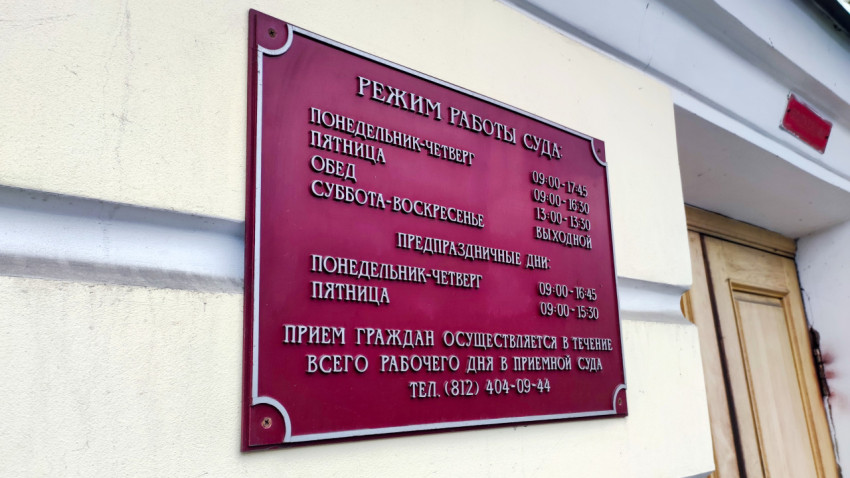 РЕЖИМ РАБОТЫ СУДА:
ПОНЕДЕЛЬНИК-ЧЕТВЕРГ 09:00-17:45
ПЯТНИЦА 09:00-16:30
ОБЕД 13:00-13:30
СУББОТА-ВОСКРЕСЕНЬЕ ВЫХОДНОЙ
ПРЕДПРАЗДНИЧНЫЕ ДНИ:
ПОНЕДЕЛЬНИК-ЧЕТВЕРГ 09:00-16:45
ПЯТНИЦА 09:00-15:30
ПРИЕМ ГРАЖДАН ОСУЩЕСТВЛЯЕТСЯ В ТЕЧЕНИЕ
ВСЕГО РАБОЧЕГО ДНЯ В ПРИЕМНОЙ СУДА
ТЕЛ. (812) 404-09-44